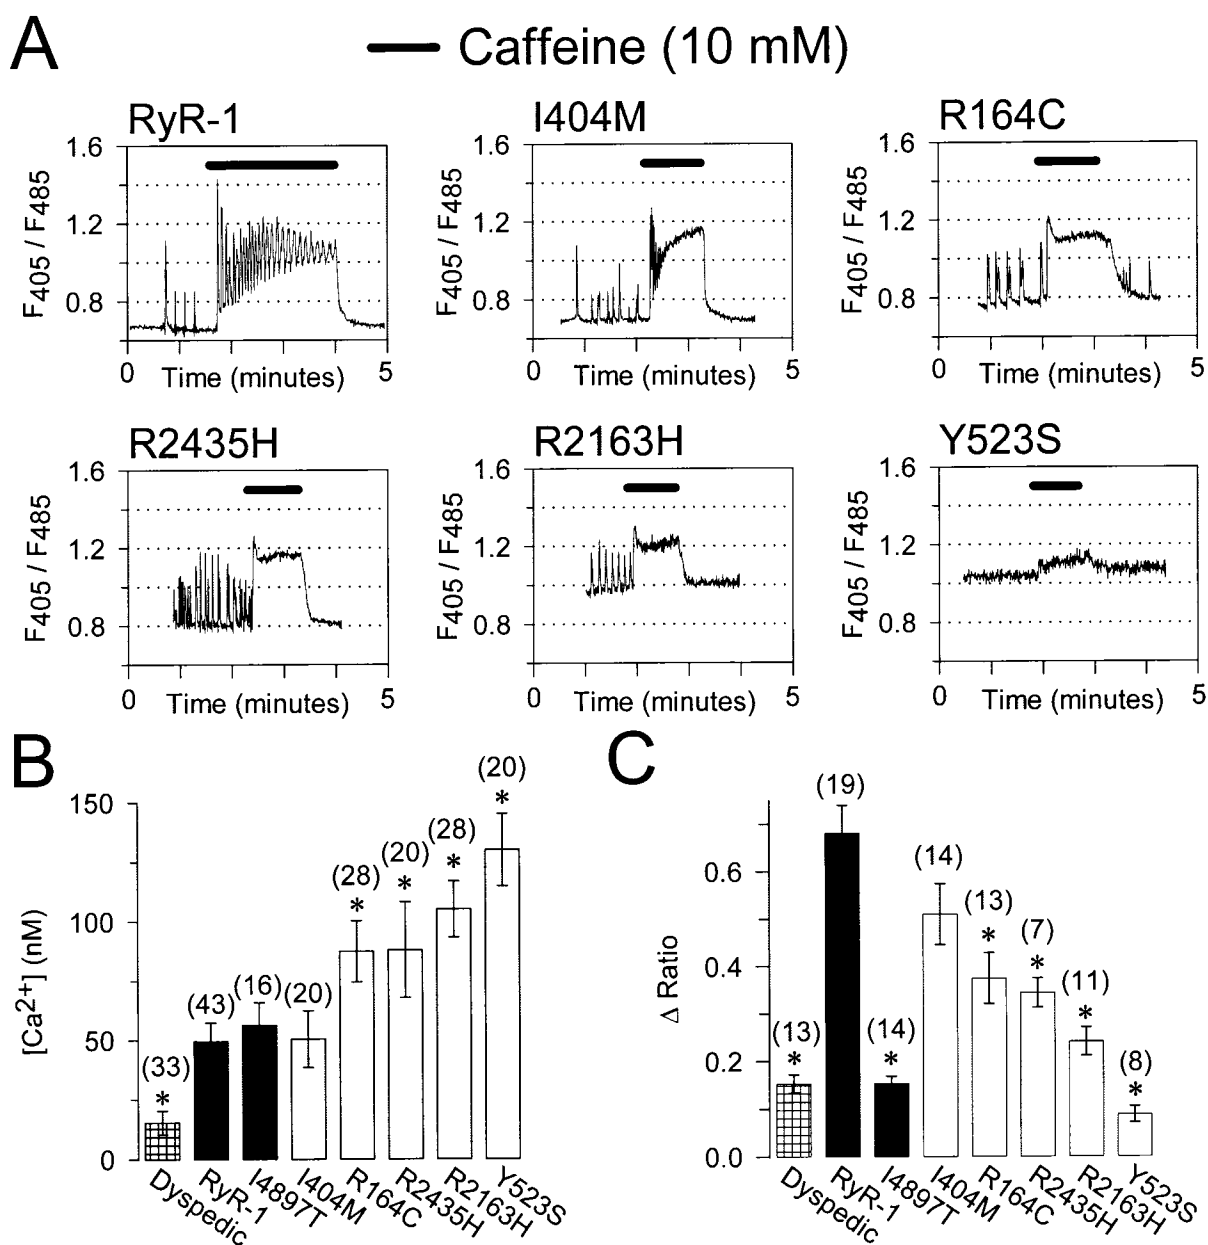 A
Caffeine (10 mM)
RyR-1
I404M
R164C
1.6
1.2
0.8
F405 / F485
0
Time (minutes)
5
1.6
1.2
0.8
F405 / F485
0
Time (minutes)
5
1.6
1.2
0.8
F405 / F485
0
Time (minutes)
5
R2435H
R2163H
Y523S
1.6
1.2
0.8
F405 / F485
0
Time (minutes)
5
1.6
1.2
0.8
F405 / F485
0
Time (minutes)
5
1.6
1.2
0.8
F405 / F485
0
Time (minutes)
5
B
150
100
50
0
[Ca2+] (nM)
(33)
*
(43)
(16)
(20)
(28)
*
(20)
*
(28)
*
(20)
*
Dyspedic
RyR-1
I4897T
I404M
R164C
R2435H
R2163H
Y523S
C
0.6
0.4
0.2
0.0
Δ Ratio
(13)
*
(19)
(14)
*
(14)
(13)
*
(7)
*
(11)
*
(8)
*
Dyspedic
RyR-1
I4897T
I404M
R164C
R2435H
R2163H
Y523S